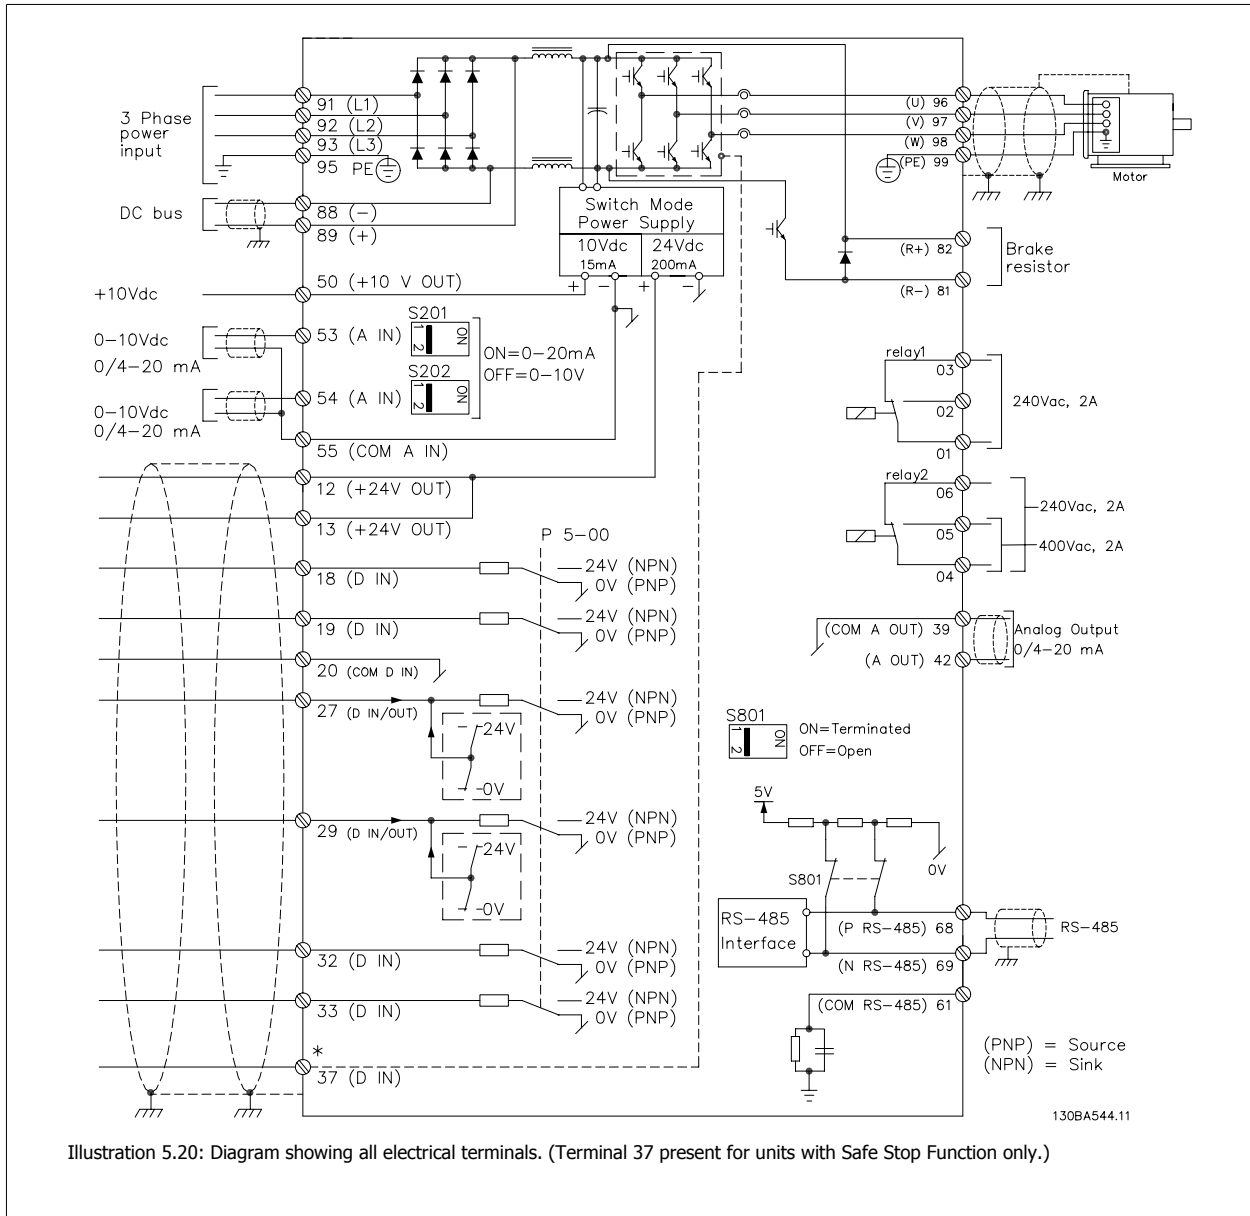 3 Phase
power
input
91 (L1)
92 (L2)
93 (L3)
95 PE
DC bus
88 (-)
89 (+)
Switch Mode
Power Supply
10Vdc
15mA
24Vdc
200mA
+ - + -
(U) 96
(V) 97
(W) 98
(PE) 99
Motor
(R+) 82
(R-) 81
Brake
resistor
+10Vdc
50 (+10 V OUT)
0-10Vdc
0/4-20 mA
53 (A IN)
S201
1 2
ON
ON=0-20mA
OFF=0-10V
S202
1 2
ON
0-10Vdc
0/4-20 mA
54 (A IN)
55 (COM A IN)
12 (+24V OUT)
13 (+24V OUT)
P 5-00
18 (D IN)
24V (NPN)
0V (PNP)
19 (D IN)
24V (NPN)
0V (PNP)
20 (COM D IN)
27 (D IN/OUT)
24V (NPN)
0V (PNP)
24V
0V
29 (D IN/OUT)
24V (NPN)
0V (PNP)
24V
0V
32 (D IN)
24V (NPN)
0V (PNP)
33 (D IN)
24V (NPN)
0V (PNP)
*
37 (D IN)
relay1
03
02
01
240Vac, 2A
relay2
06
05
04
240Vac, 2A
400Vac, 2A
(COM A OUT) 39
(A OUT) 42
Analog Output
0/4-20 mA
S801
1 2
ON
ON=Terminated
OFF=Open
5V
0V
S801
RS-485
Interface
(P RS-485) 68
(N RS-485) 69
RS-485
(COM RS-485) 61
(PNP) = Source
(NPN) = Sink
130BA544.11
Illustration 5.20: Diagram showing all electrical terminals. (Terminal 37 present for units with Safe Stop Function only.)